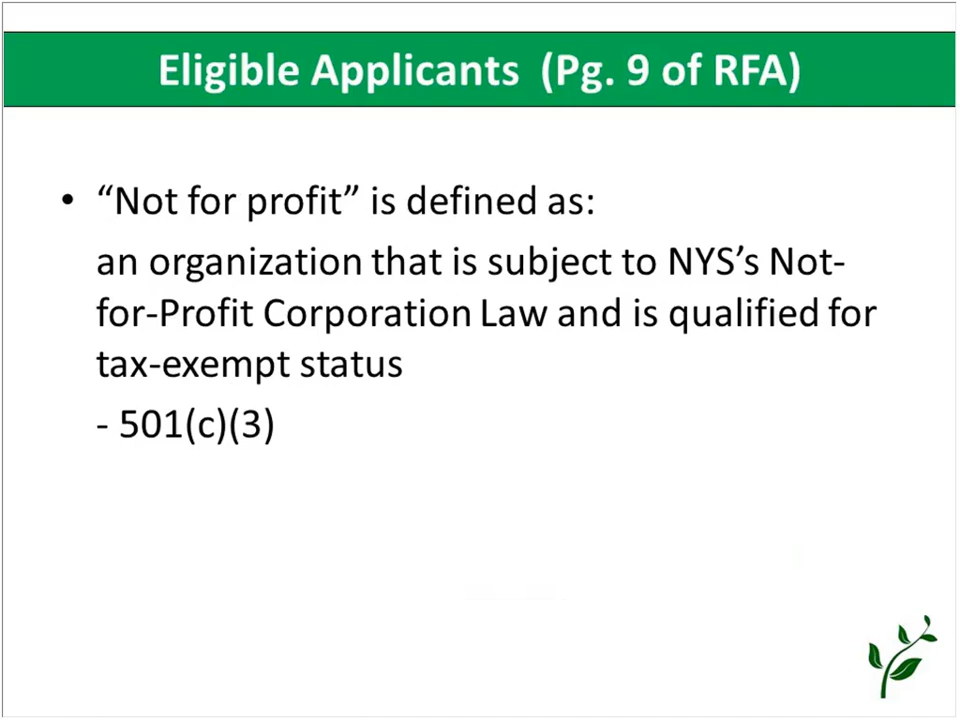 Eligible Applicants (Pg. 9 of RFA)
• “Not for profit” is defined as:
an organization that is subject to NYS’s Not-
for-Profit Corporation Law and is qualified for
tax-exempt status
- 501(c)(3)